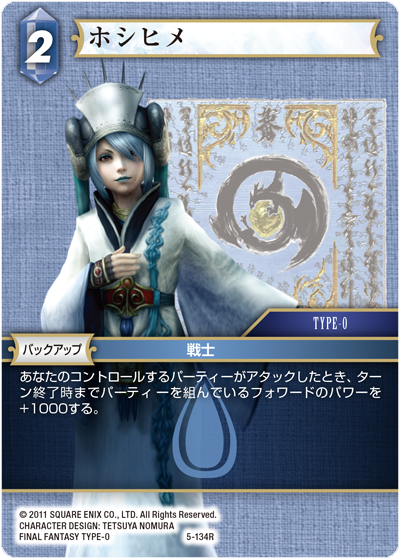 2
ホシヒメ
TYPE-0
バックアップ
戦士
あなたのコントロールするパーティーがアタックしたとき、ター
ン終了時までパーティーを組んでいるフォワードのパワーを
+1000する。
© 2011 SQUARE ENIX CO., LTD. All Rights Reserved.
CHARACTER DESIGN: TETSUYA NOMURA
FINAL FANTASY TYPE-0
5-134R